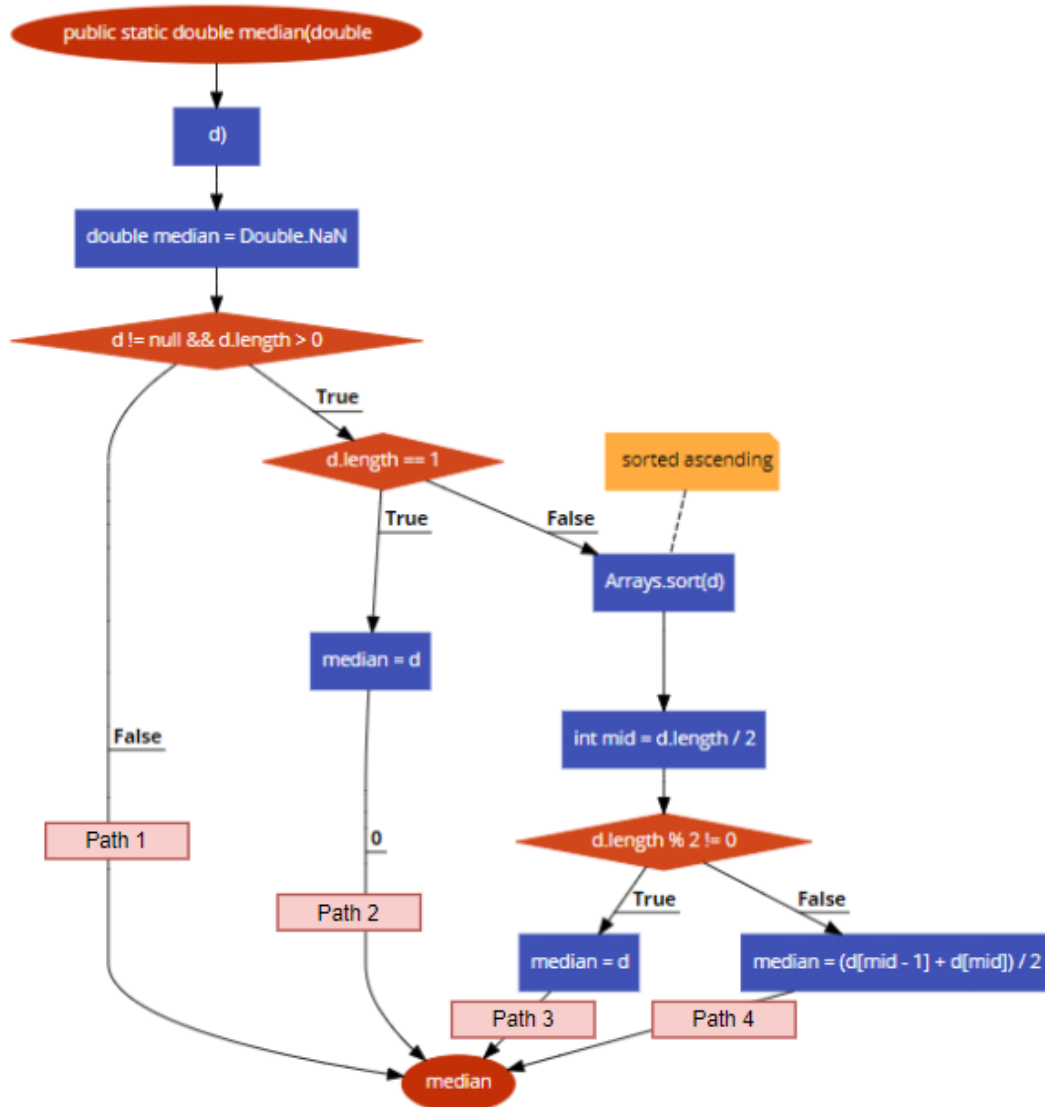 public static double median(double
d)
double median = Double.NaN
d != null && d.length > 0
True
d.length == 1
sorted ascending
True
False
Arrays.sort(d)
median = d
int mid = d.length / 2
False
Path 1
0
d.length % 2 != 0
Path 2
True
False
median = d
median = (d[mid - 1] + d[mid]) / 2
Path 3
Path 4
median